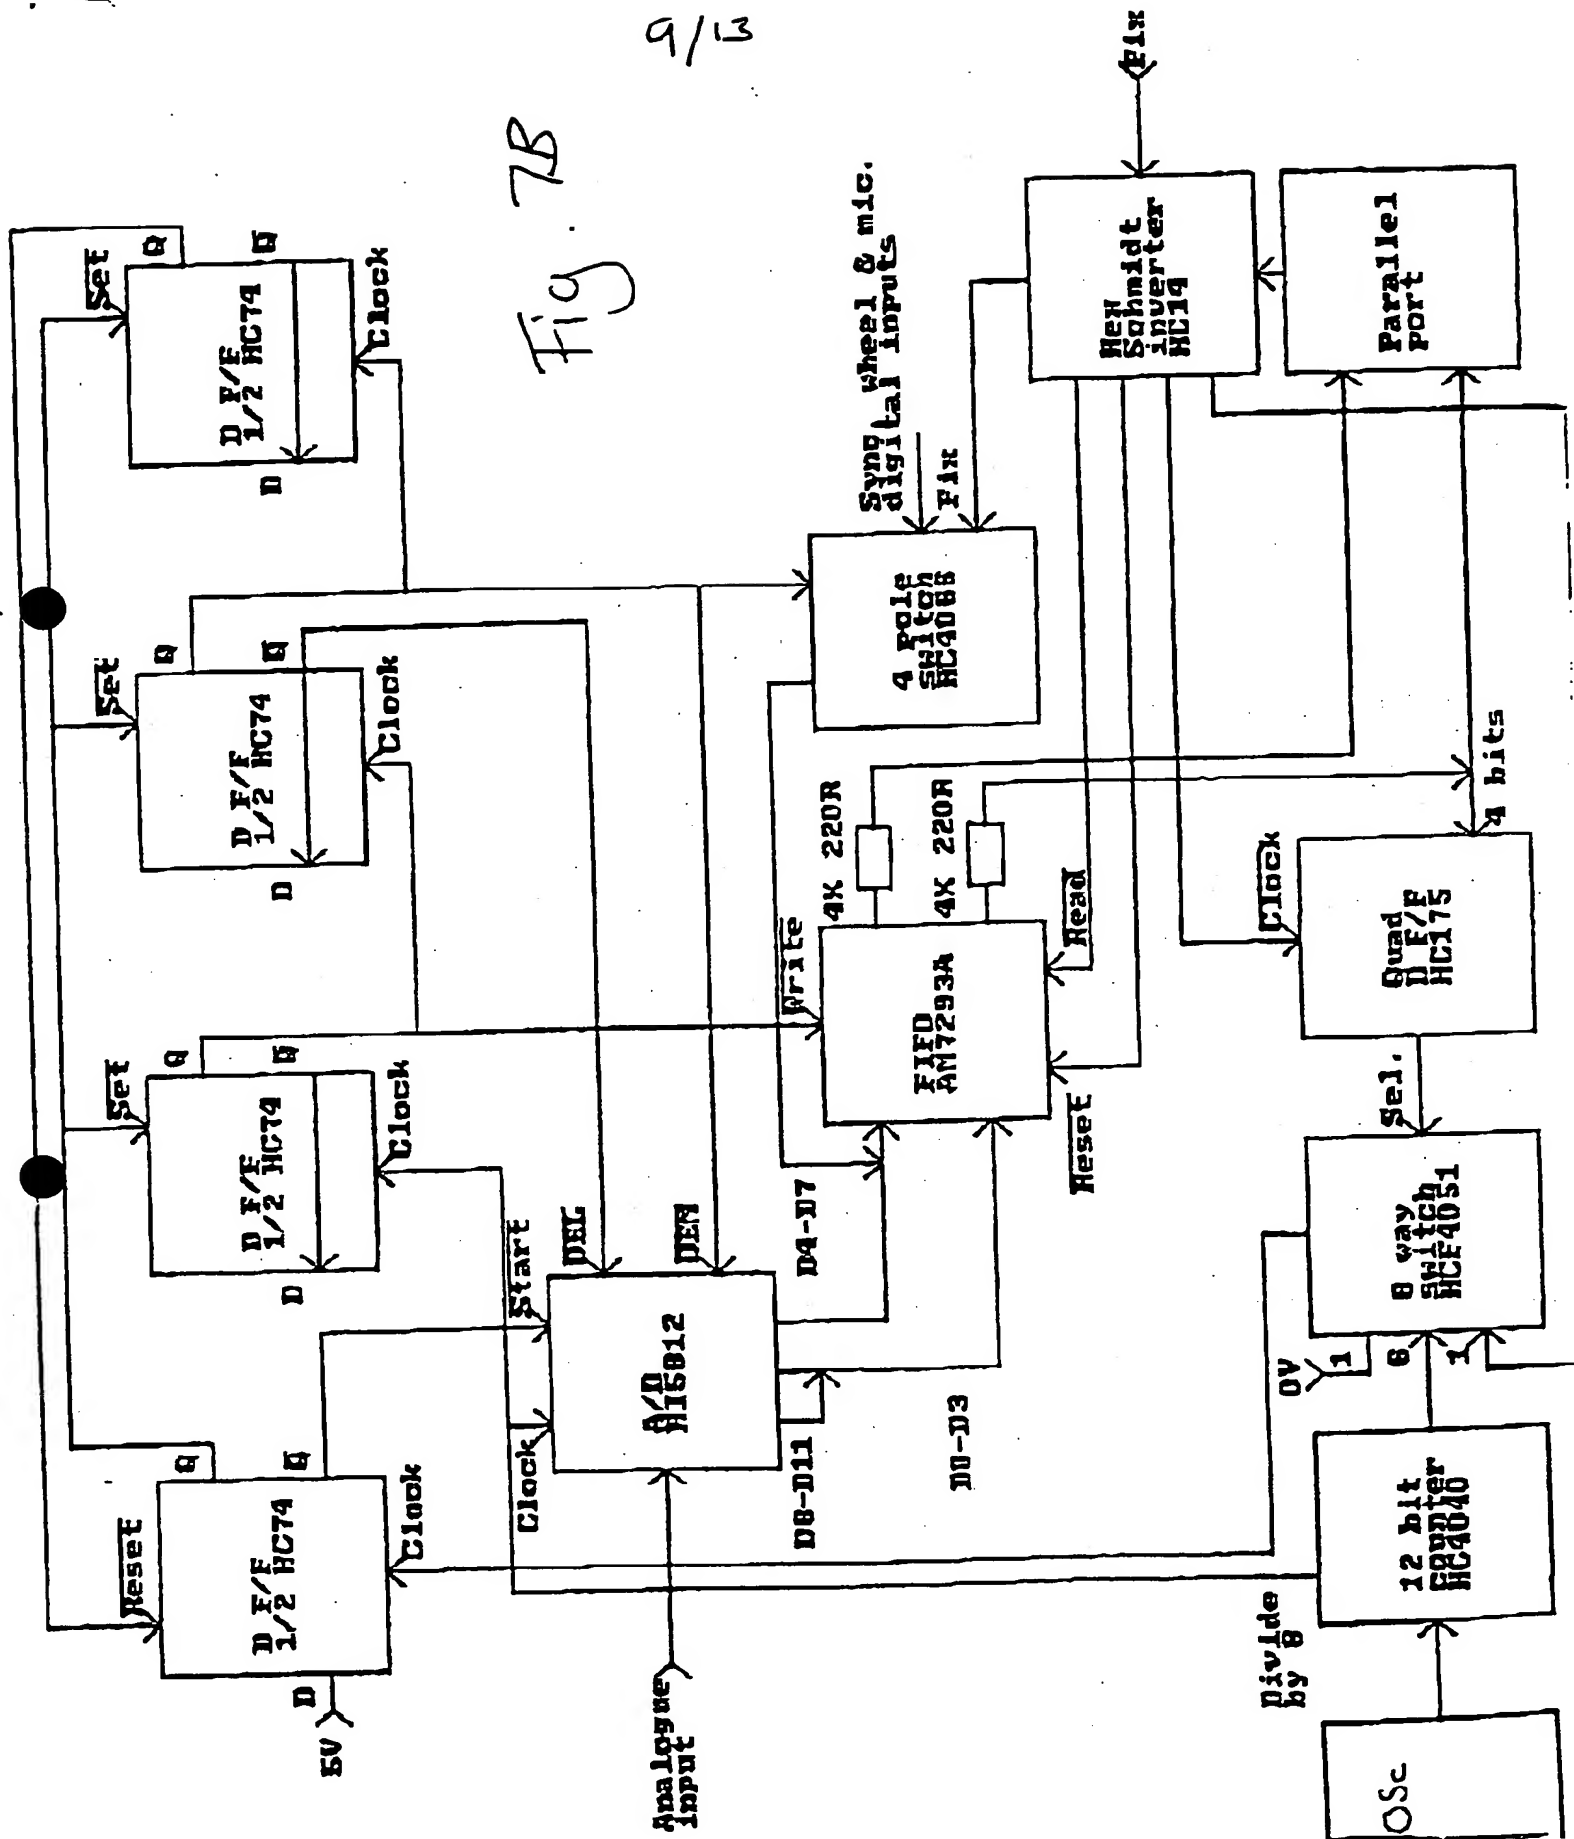 9/13
Fig. 7B
5V
D
Reset
D F/F
1/2 HC74
Q
Q
Clock
Set
D F/F
1/2 HC74
D
Q
Q
Clock
Set
D F/F
1/2 HC74
D
Q
Q
Clock
Set
D F/F
1/2 HC74
D
Q
Q
Clock
Analogue
input
Clock
Start
A/D
HI5812
OEL
OEM
D8-D11
D4-D7
D0-D3
Write
FIFO
AM7293A
Reset
Read
4X 220R
4X 220R
4 pole
switch
Sync, wheel & mic.
digital inputs
Fix
Hex
Schmidt
inverter
HC14
Fix
OSC
Divide
by 8
12 bit
counter
HC4040
0V
1
6
1
8 way
switch
HCF4051
Sel.
Quad
D F/F
HC175
Clock
4 bits
Parallel
port